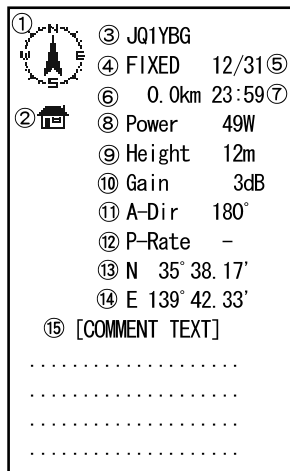 ① N
W E
S
③ JQ1YBG
④ FIXED 12/31⑤
⑥ 0.0km 23:59⑦
②
⑧ Power 49W
⑨ Height 12m
⑩ Gain 3dB
⑪ A-Dir 180°
⑫ P-Rate -
⑬ N 35°38.17'
⑭ E 139°42.33'
⑮ [COMMENT TEXT]
....................
....................
....................
....................